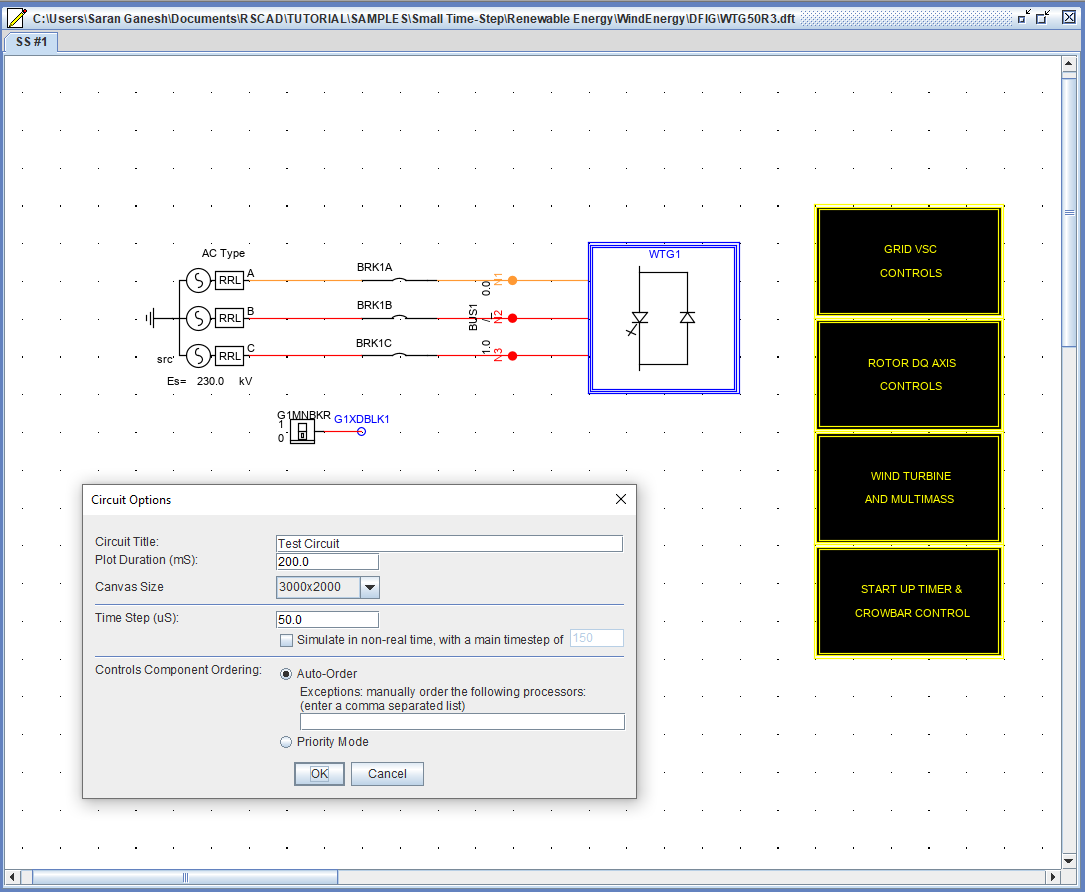 C:\Users\Saran Ganesh\Documents\RSCAD\TUTORIAL\SAMPLES\Small Time-Step\Renewable Energy\WindEnergy\DFIG\WTG50R3.dft
SS #1
AC Type
RRL
A
BRK1A
N1
RRL
B
BRK1B
N2
RRL
C
BRK1C
N3
BUS1
0.0
/
1.0
src
Es= 230.0 kV
WTG1
G1MNBKR
1
0
G1XDBLK1
GRID VSC
CONTROLS
ROTOR DQ AXIS
CONTROLS
WIND TURBINE
AND MULTIMASS
START UP TIMER &
CROWBAR CONTROL
Circuit Options
Circuit Title: Test Circuit
Plot Duration (mS): 200.0
Canvas Size 3000x2000
Time Step (uS): 50.0
Simulate in non-real time, with a main timestep of 150
Controls Component Ordering: Auto-Order
Exceptions: manually order the following processors:
(enter a comma separated list)
Priority Mode
OK Cancel